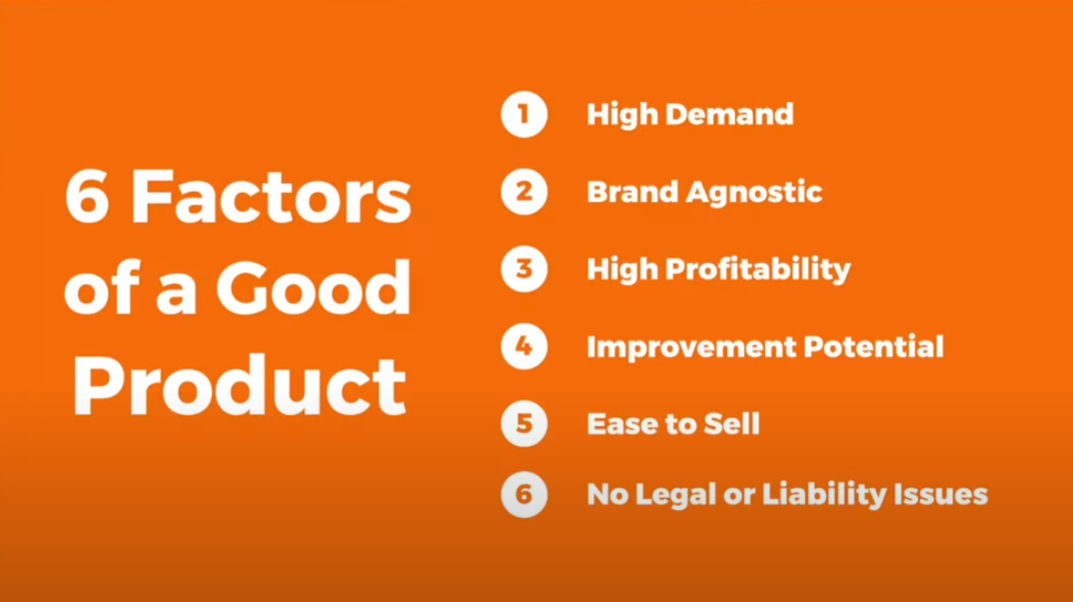 6 Factors
of a Good
Product
1 High Demand
2 Brand Agnostic
3 High Profitability
4 Improvement Potential
5 Ease to Sell
6 No Legal or Liability Issues